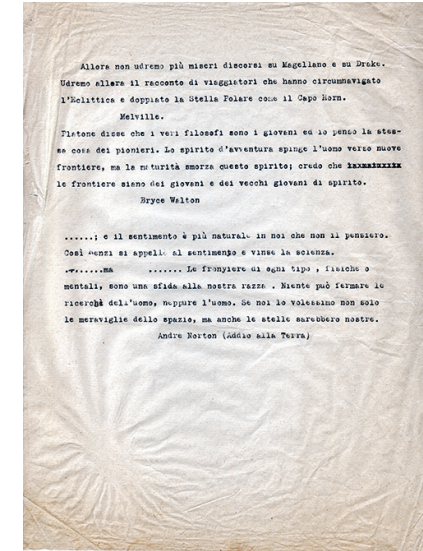 Allora non udremo più miseri discorsi su Magellano e su Drake.
Udremo allora il racconto di viaggiatori che hanno circumnavigato
l'Eclittica e doppiato la Stella Polare come il Capo Horn.
Melville.
Platone disse che i veri filosofi sono i giovani ed io penso la stes-
sa cosa dei pionieri. Lo spirito d'avventura spinge l'uomo verso nuove
frontiere, ma la maturità smorza questo spirito; credo che
le frontiere siano dei giovani e dei vecchi giovani di spirito.
Bryce Walton
......; e il sentimento è più naturale in noi che non il pensiero.
Così si appellò al sentimento e vinse la scienza.
.......ma ....... Le fronyiere di ogni tipo , fisiche o
mentali, sono una sfida alla nostra razza . Niente può fermare le
ricerche dell'uomo, neppure l'uomo. Se noi lo volessimo non solo
le meraviglie dello spazio, ma anche le stelle sarebbero nostre.
Andre Norton (Addio alla Terra)